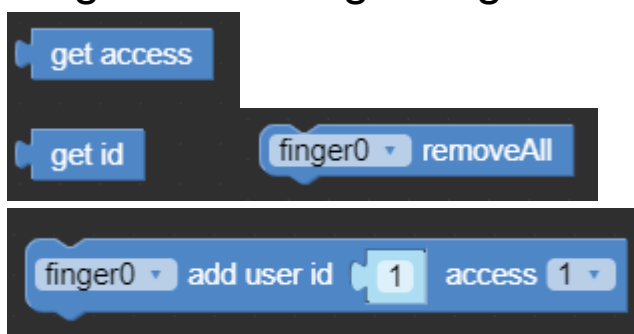 get access
get id
finger0 removeAll
finger0 add user id 1 access 1